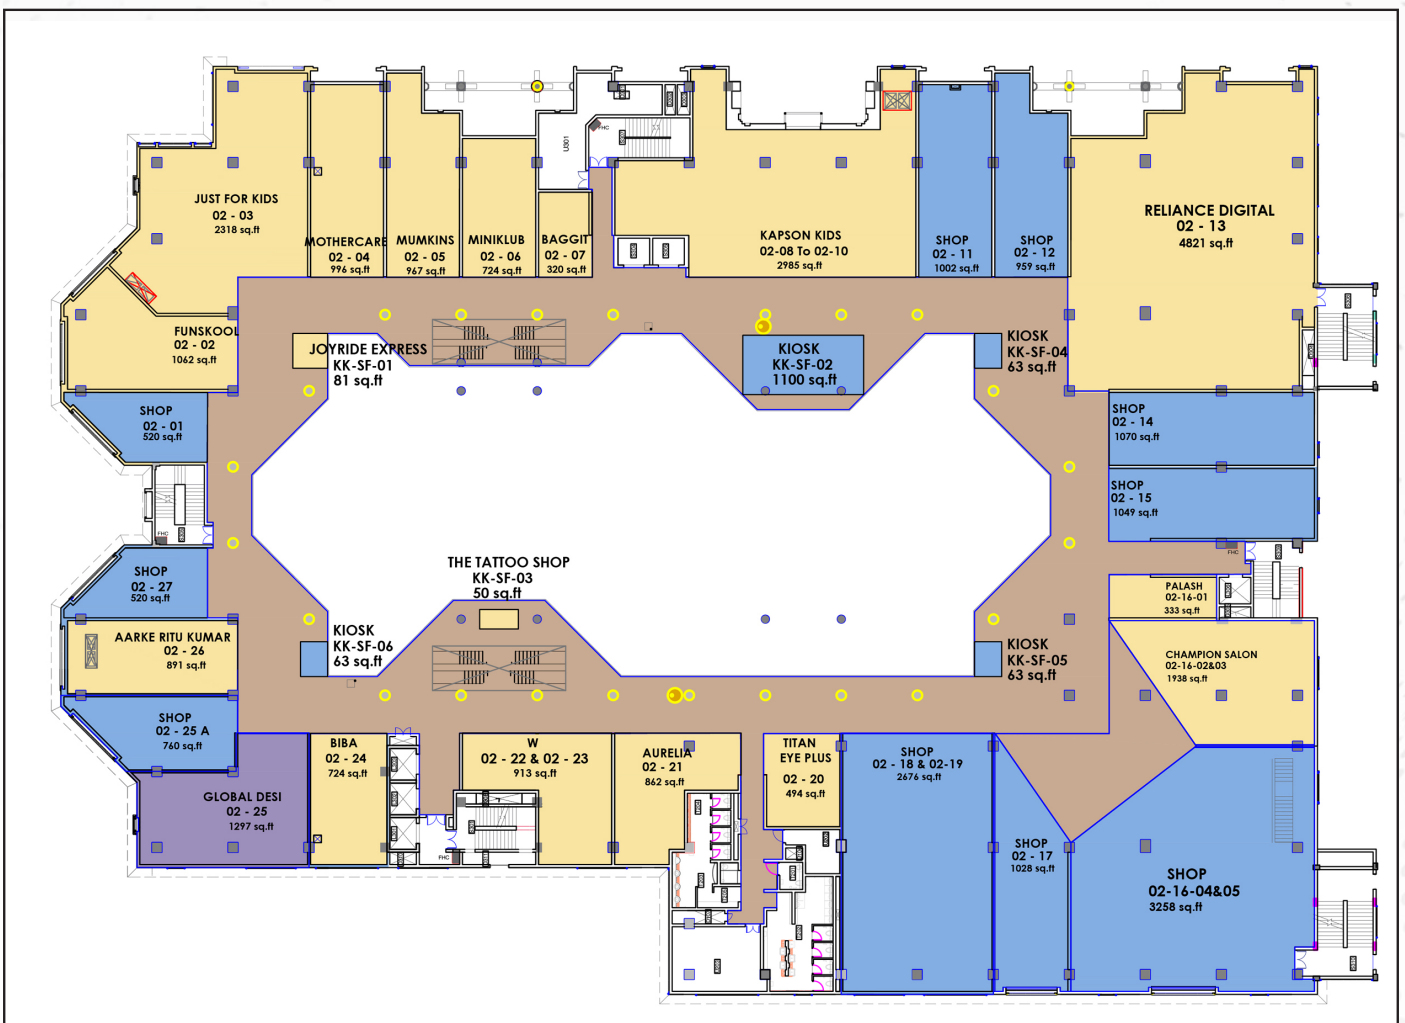 JUST FOR KIDS
02 - 03
2318 sq.ft
MOTHERCARE
02 - 04
996 sq.ft
MUMKINS
02 - 05
967 sq.ft
MINIKLUB
02 - 06
724 sq.ft
BAGGIT
02 - 07
320 sq.ft
FHC
KAPSON KIDS
02-08 To 02-10
2985 sq.ft
SHOP
02 - 11
1002 sq.ft
SHOP
02 - 12
959 sq.ft
RELIANCE DIGITAL
02 - 13
4821 sq.ft
FUNSKOOL
02 - 02
1062 sq.ft
JOYRIDE EXPRESS
KK-SF-01
81 sq.ft
KIOSK
KK-SF-02
1100 sq.ft
KIOSK
KK-SF-04
63 sq.ft
SHOP
02 - 01
520 sq.ft
SHOP
02 - 14
1070 sq.ft
SHOP
02 - 15
1049 sq.ft
FHC
FHC
SHOP
02 - 27
520 sq.ft
THE TATTOO SHOP
KK-SF-03
50 sq.ft
PALASH
02-16-01
333 sq.ft
AARKE RITU KUMAR
02 - 26
891 sq.ft
KIOSK
KK-SF-06
63 sq.ft
KIOSK
KK-SF-05
63 sq.ft
CHAMPION SALON
02-16-02&03
1938 sq.ft
SHOP
02 - 25 A
760 sq.ft
GLOBAL DESI
02 - 25
1297 sq.ft
BIBA
02 - 24
724 sq.ft
FHC
W
02 - 22 & 02 - 23
913 sq.ft
AURELIA
02 - 21
862 sq.ft
TITAN
EYE PLUS
02 - 20
494 sq.ft
SHOP
02 - 18 & 02-19
2676 sq.ft
SHOP
02 - 17
1028 sq.ft
SHOP
02-16-04&05
3258 sq.ft